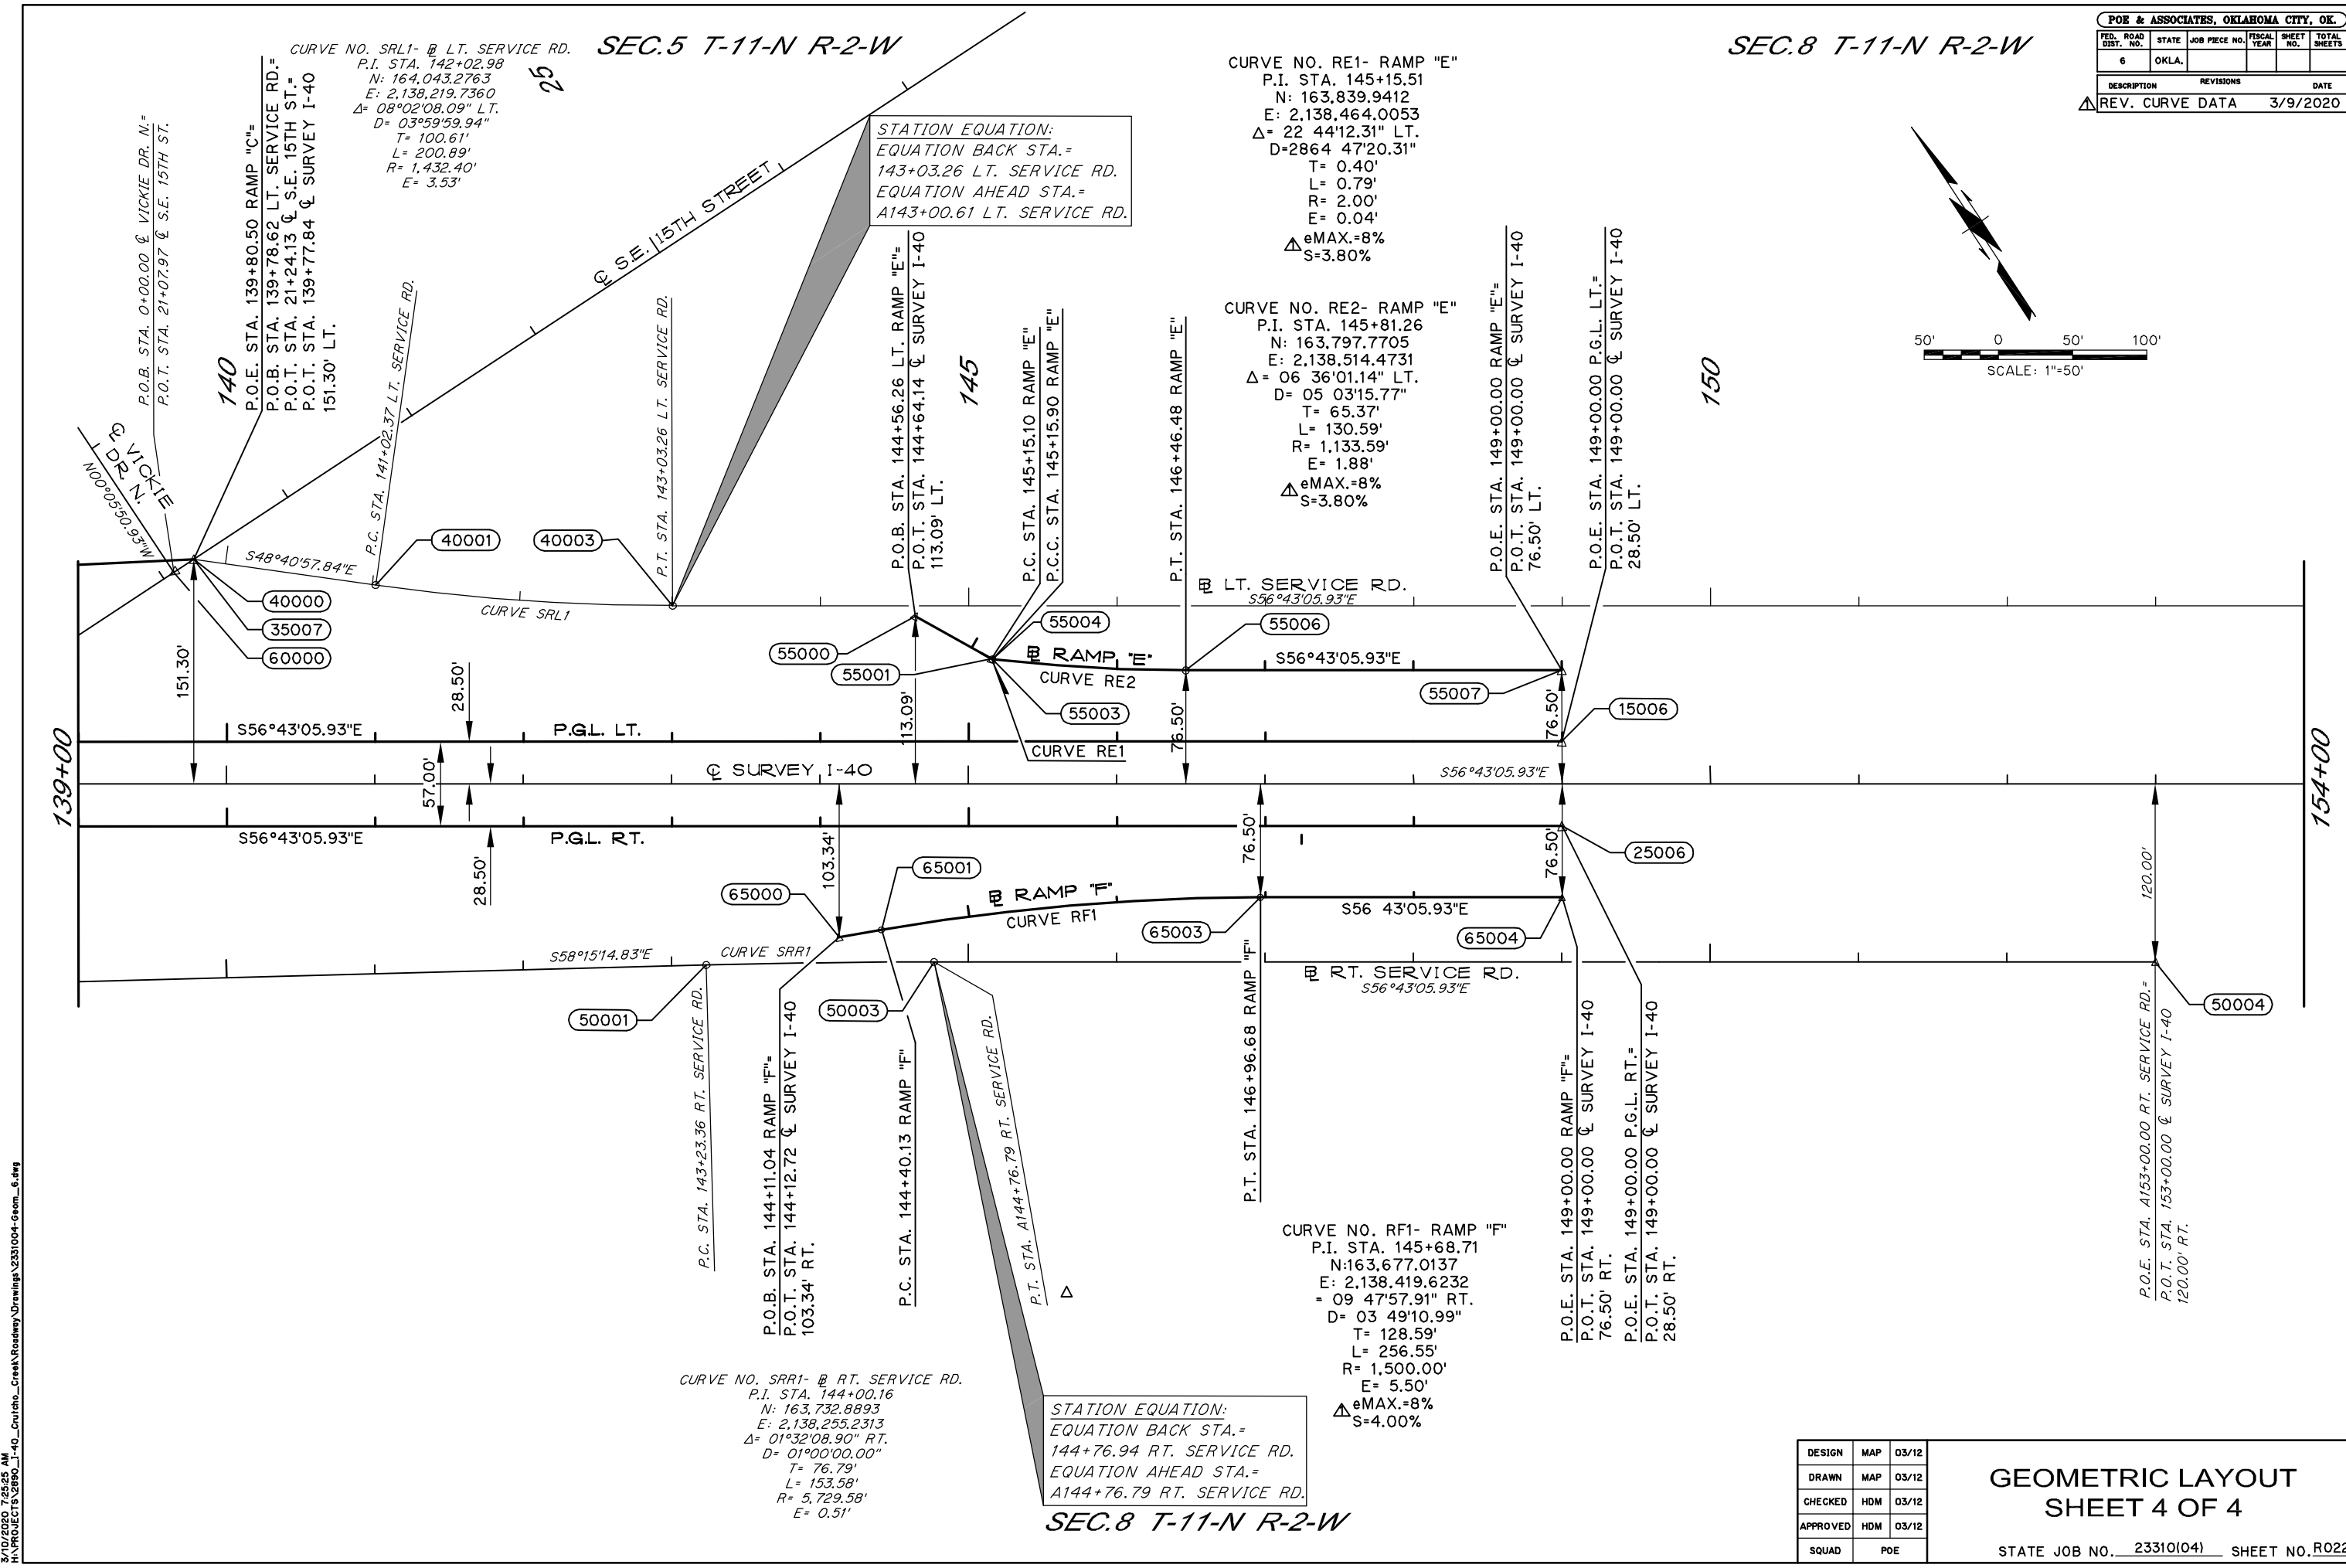 POE & ASSOCIATES, OKLAHOMA CITY, OK.
FED. ROAD DIST. NO.
STATE
JOB PIECE NO.
FISCAL YEAR
SHEET NO.
TOTAL SHEETS
6
OKLA.
DESCRIPTION
REVISIONS
DATE
REV. CURVE DATA 3/9/2020
SEC.5 T-11-N R-2-W
SEC.8 T-11-N R-2-W
25
CURVE NO. SRL1- BL LT. SERVICE RD.
P.I. STA. 142+02.98
N: 164,043.2763
E: 2,138,219.7360
Δ= 08°02'08.09" LT.
D= 03°59'59.94"
T= 100.61'
L= 200.89'
R= 1,432.40'
E= 3.53'
STATION EQUATION:
EQUATION BACK STA.=
143+03.26 LT. SERVICE RD.
EQUATION AHEAD STA.=
A143+00.61 LT. SERVICE RD.
CURVE NO. RE1- RAMP "E"
P.I. STA. 145+15.51
N: 163,839.9412
E: 2,138,464.0053
Δ= 22 44'12.31" LT.
D=2864 47'20.31"
T= 0.40'
L= 0.79'
R= 2.00'
E= 0.04'
eMAX.=8%
S=3.80%
CURVE NO. RE2- RAMP "E"
P.I. STA. 145+81.26
N: 163,797.7705
E: 2,138,514.4731
Δ= 06 36'01.14" LT.
D= 05 03'15.77"
T= 65.37'
L= 130.59'
R= 1,133.59'
E= 1.88'
eMAX.=8%
S=3.80%
50' 0 50' 100'
SCALE: 1"=50'
P.O.B. STA. 0+00.00 ℄ VICKIE DR. N.=
P.O.T. STA. 21+07.97 ℄ S.E. 15TH ST.
140
P.O.E. STA. 139+80.50 RAMP "C"=
P.O.B. STA. 139+78.62 LT. SERVICE RD.=
P.O.T. STA. 21+24.13 ℄ S.E. 15TH ST.=
P.O.T. STA. 139+77.84 ℄ SURVEY I-40
151.30' LT.
P.C. STA. 141+02.37 LT. SERVICE RD.
℄ S.E. 15TH STREET
P.T. STA. 143+03.26 LT. SERVICE RD.
P.O.B. STA. 144+56.26 LT. RAMP "E"=
P.O.T. STA. 144+64.14 ℄ SURVEY I-40
113.09' LT.
145
P.C. STA. 145+15.10 RAMP "E"
P.C.C. STA. 145+15.90 RAMP "E"
P.T. STA. 146+46.48 RAMP "E"
P.O.E. STA. 149+00.00 RAMP "E"=
P.O.T. STA. 149+00.00 ℄ SURVEY I-40
76.50' LT.
P.O.E. STA. 149+00.00 P.G.L. LT.=
P.O.T. STA. 149+00.00 ℄ SURVEY I-40
28.50' LT.
150
℄ VICKIE
DR. N.
N00°05'50.93"W
S48°40'57.84"E
40001
40003
CURVE SRL1
40000
35007
60000
BL LT. SERVICE RD.
S56°43'05.93"E
55004
55006
55000
55001
BL RAMP "E"
CURVE RE2
S56°43'05.93"E
55007
55003
15006
CURVE RE1
151.30'
28.50'
113.09'
76.50'
76.50'
S56°43'05.93"E
P.G.L. LT.
139+00
℄ SURVEY I-40
S56°43'05.93"E
154+00
57.00'
S56°43'05.93"E
P.G.L. RT.
28.50'
103.34'
76.50'
76.50'
120.00'
25006
65001
65000
BL RAMP "F"
CURVE RF1
S56 43'05.93"E
65003
65004
S58°15'14.83"E
CURVE SRR1
BL RT. SERVICE RD.
S56°43'05.93"E
50001
50003
50004
P.C. STA. 143+23.36 RT. SERVICE RD.
P.O.B. STA. 144+11.04 RAMP "F"=
P.O.T. STA. 144+12.72 ℄ SURVEY I-40
103.34' RT.
P.C. STA. 144+40.13 RAMP "F"
P.T. STA. A144+76.79 RT. SERVICE RD.
Δ
P.T. STA. 146+96.68 RAMP "F"
P.O.E. STA. 149+00.00 RAMP "F"=
P.O.T. STA. 149+00.00 ℄ SURVEY I-40
76.50' RT.
P.O.E. STA. 149+00.00 P.G.L. RT.=
P.O.T. STA. 149+00.00 ℄ SURVEY I-40
28.50' RT.
P.O.E. STA. A153+00.00 RT. SERVICE RD.=
P.O.T. STA. 153+00.00 ℄ SURVEY I-40
120.00' RT.
CURVE NO. RF1- RAMP "F"
P.I. STA. 145+68.71
N:163,677.0137
E: 2,138,419.6232
= 09 47'57.91" RT.
D= 03 49'10.99"
T= 128.59'
L= 256.55'
R= 1,500.00'
E= 5.50'
eMAX.=8%
S=4.00%
CURVE NO. SRR1- BL RT. SERVICE RD.
P.I. STA. 144+00.16
N: 163,732.8893
E: 2,138,255.2313
Δ= 01°32'08.90" RT.
D= 01°00'00.00"
T= 76.79'
L= 153.58'
R= 5,729.58'
E= 0.51'
STATION EQUATION:
EQUATION BACK STA.=
144+76.94 RT. SERVICE RD.
EQUATION AHEAD STA.=
A144+76.79 RT. SERVICE RD.
SEC.8 T-11-N R-2-W
DESIGN MAP 03/12
DRAWN MAP 03/12
CHECKED HDM 03/12
APPROVED HDM 03/12
SQUAD POE
GEOMETRIC LAYOUT
SHEET 4 OF 4
STATE JOB NO. 23310(04) SHEET NO. R022
3/10/2020 7:25:25 AM
H:\PROJECTS\2890_I-40_Crutcho_Creek\Roadway\Drawings\2331004-Geom_6.dwg